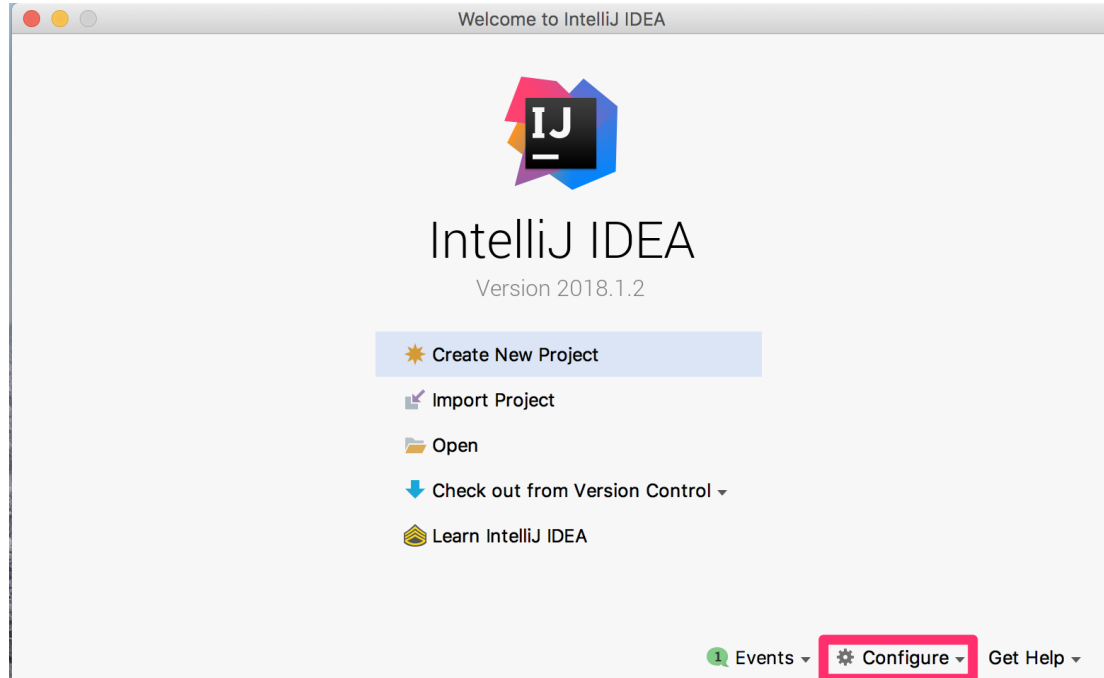 Welcome to IntelliJ IDEA
IJ
IntelliJ IDEA
Version 2018.1.2
Create New Project
Import Project
Open
Check out from Version Control
Learn IntelliJ IDEA
1 Events Configure Get Help